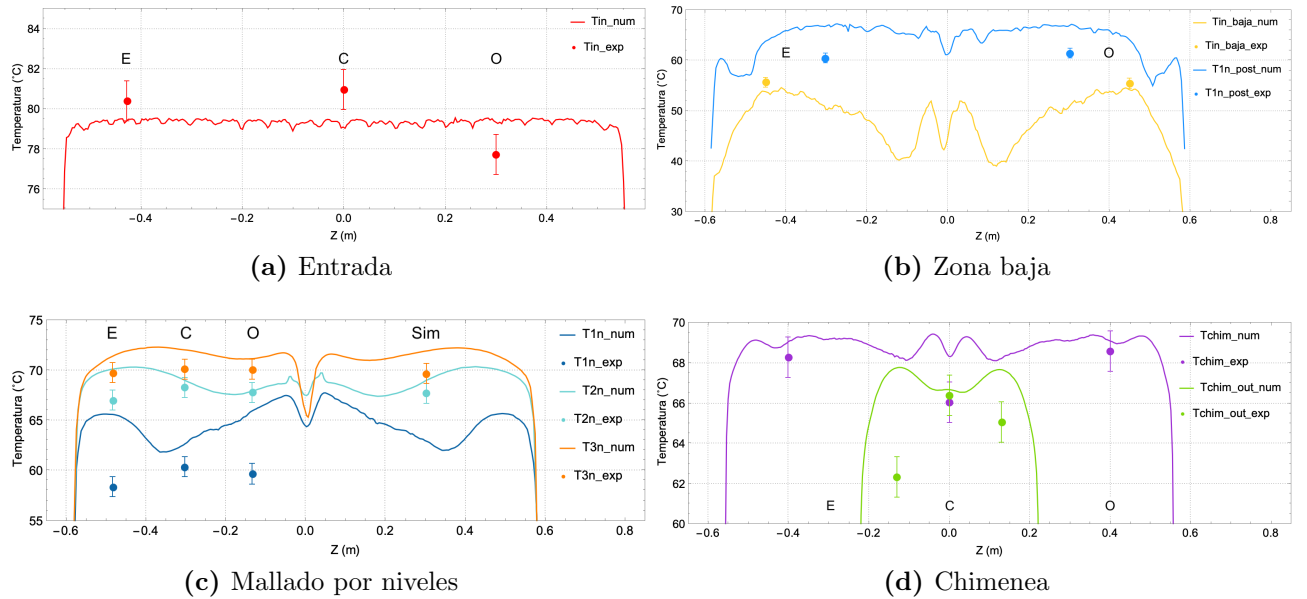 84
82
80
78
76
Temperatura (˚C)
E
C
O
Tin_num
Tin_exp
−0.4
−0.2
0.0
0.2
0.4
Z (m)
(a) Entrada
70
60
50
40
30
Temperatura (˚C)
E
O
Tin_baja_num
Tin_baja_exp
T1n_post_num
T1n_post_exp
−0.6
−0.4
−0.2
0.0
0.2
0.4
0.6
0.8
Z (m)
(b) Zona baja
75
70
65
60
55
Temperatura (˚C)
E
C
O
Sim
T1n_num
T1n_exp
T2n_num
T2n_exp
T3n_num
T3n_exp
−0.6
−0.4
−0.2
0.0
0.2
0.4
0.6
0.8
Z (m)
(c) Mallado por niveles
70
68
66
64
62
60
Temperatura (˚C)
Tchim_num
Tchim_exp
Tchim_out_num
Tchim_out_exp
E
C
O
−0.6
−0.4
−0.2
0.0
0.2
0.4
0.6
0.8
Z (m)
(d) Chimenea